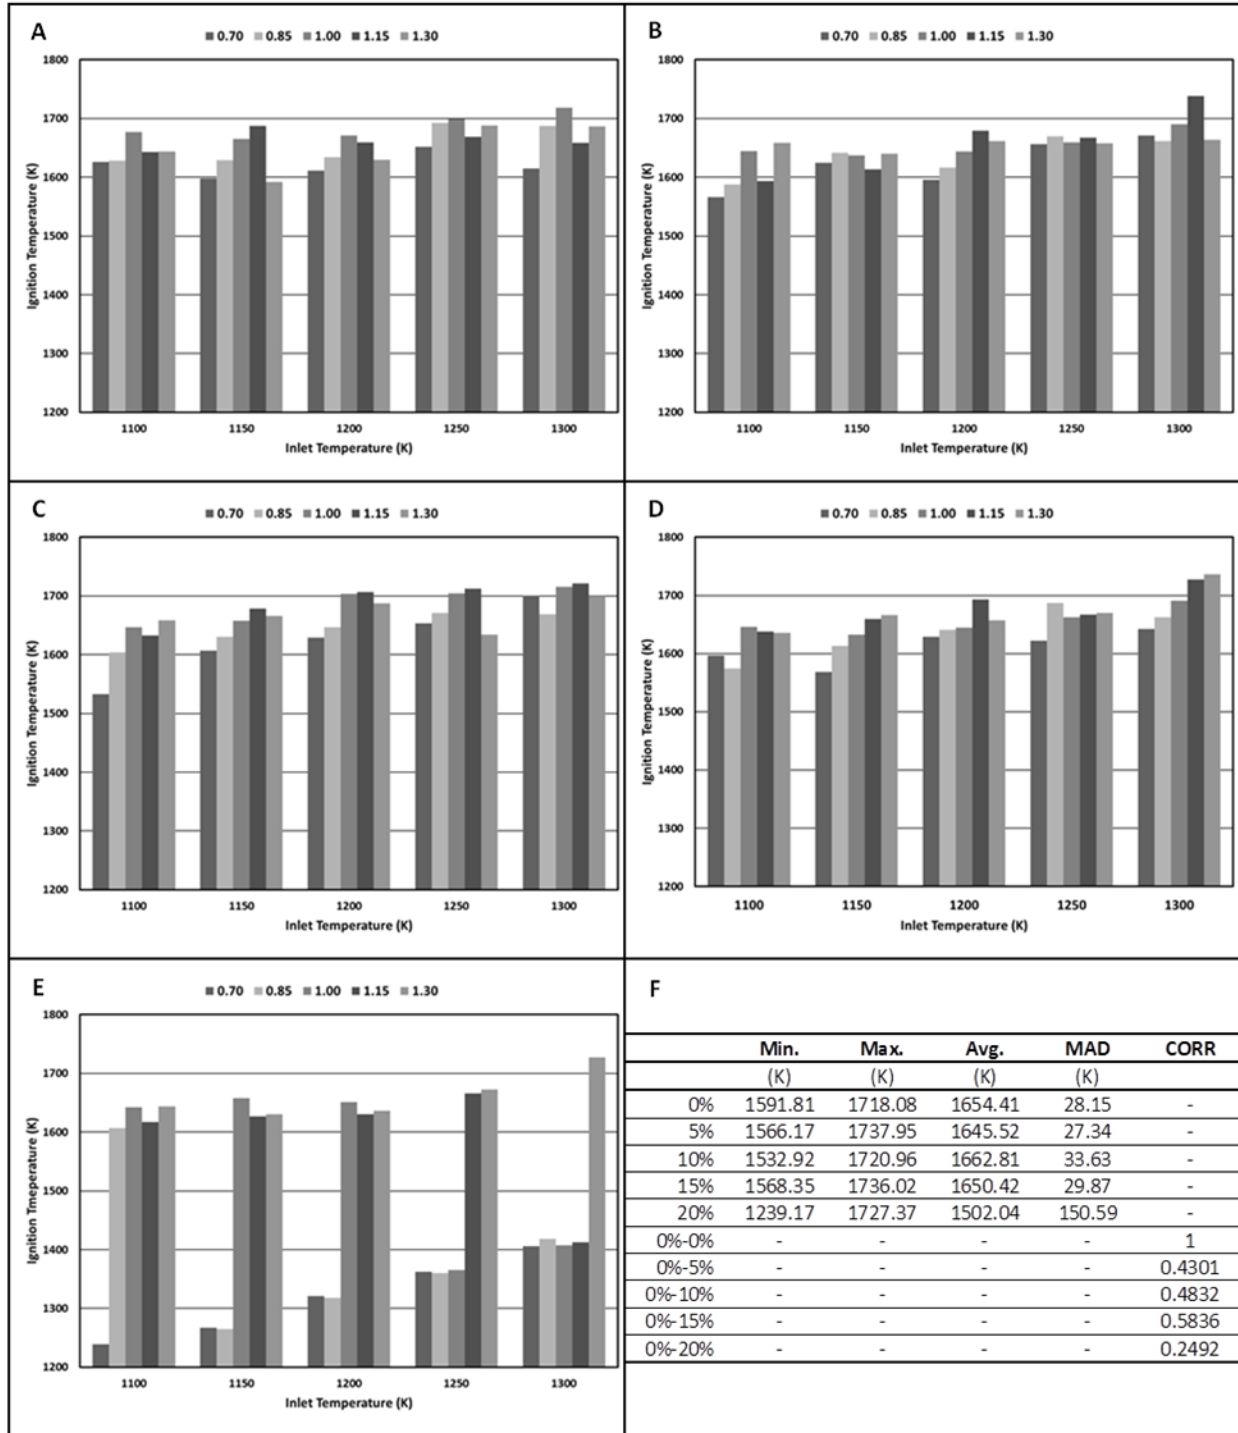 A
■ 0.70 ■ 0.85 ■ 1.00 ■ 1.15 ■ 1.30
1800
1700
1600
1500
1400
1300
1200
Ignition Temperature (K)
1100 1150 1200 1250 1300
Inlet Temperature (K)
B
■ 0.70 ■ 0.85 ■ 1.00 ■ 1.15 ■ 1.30
1800
1700
1600
1500
1400
1300
1200
Ignition Temperature (K)
1100 1150 1200 1250 1300
Inlet Temperature (K)
C
■ 0.70 ■ 0.85 ■ 1.00 ■ 1.15 ■ 1.30
1800
1700
1600
1500
1400
1300
1200
Ignition Temperature (K)
1100 1150 1200 1250 1300
Inlet Temperature (K)
D
■ 0.70 ■ 0.85 ■ 1.00 ■ 1.15 ■ 1.30
1800
1700
1600
1500
1400
1300
1200
Ignition Temperature (K)
1100 1150 1200 1250 1300
Inlet Temperature (K)
E
■ 0.70 ■ 0.85 ■ 1.00 ■ 1.15 ■ 1.30
1800
1700
1600
1500
1400
1300
1200
Ignition Tmeperature (K)
1100 1150 1200 1250 1300
Inlet Temperature (K)
F
Min. Max. Avg. MAD CORR
(K) (K) (K) (K)
0% 1591.81 1718.08 1654.41 28.15 -
5% 1566.17 1737.95 1645.52 27.34 -
10% 1532.92 1720.96 1662.81 33.63 -
15% 1568.35 1736.02 1650.42 29.87 -
20% 1239.17 1727.37 1502.04 150.59 -
0%-0% - - - - 1
0%-5% - - - - 0.4301
0%-10% - - - - 0.4832
0%-15% - - - - 0.5836
0%-20% - - - - 0.2492